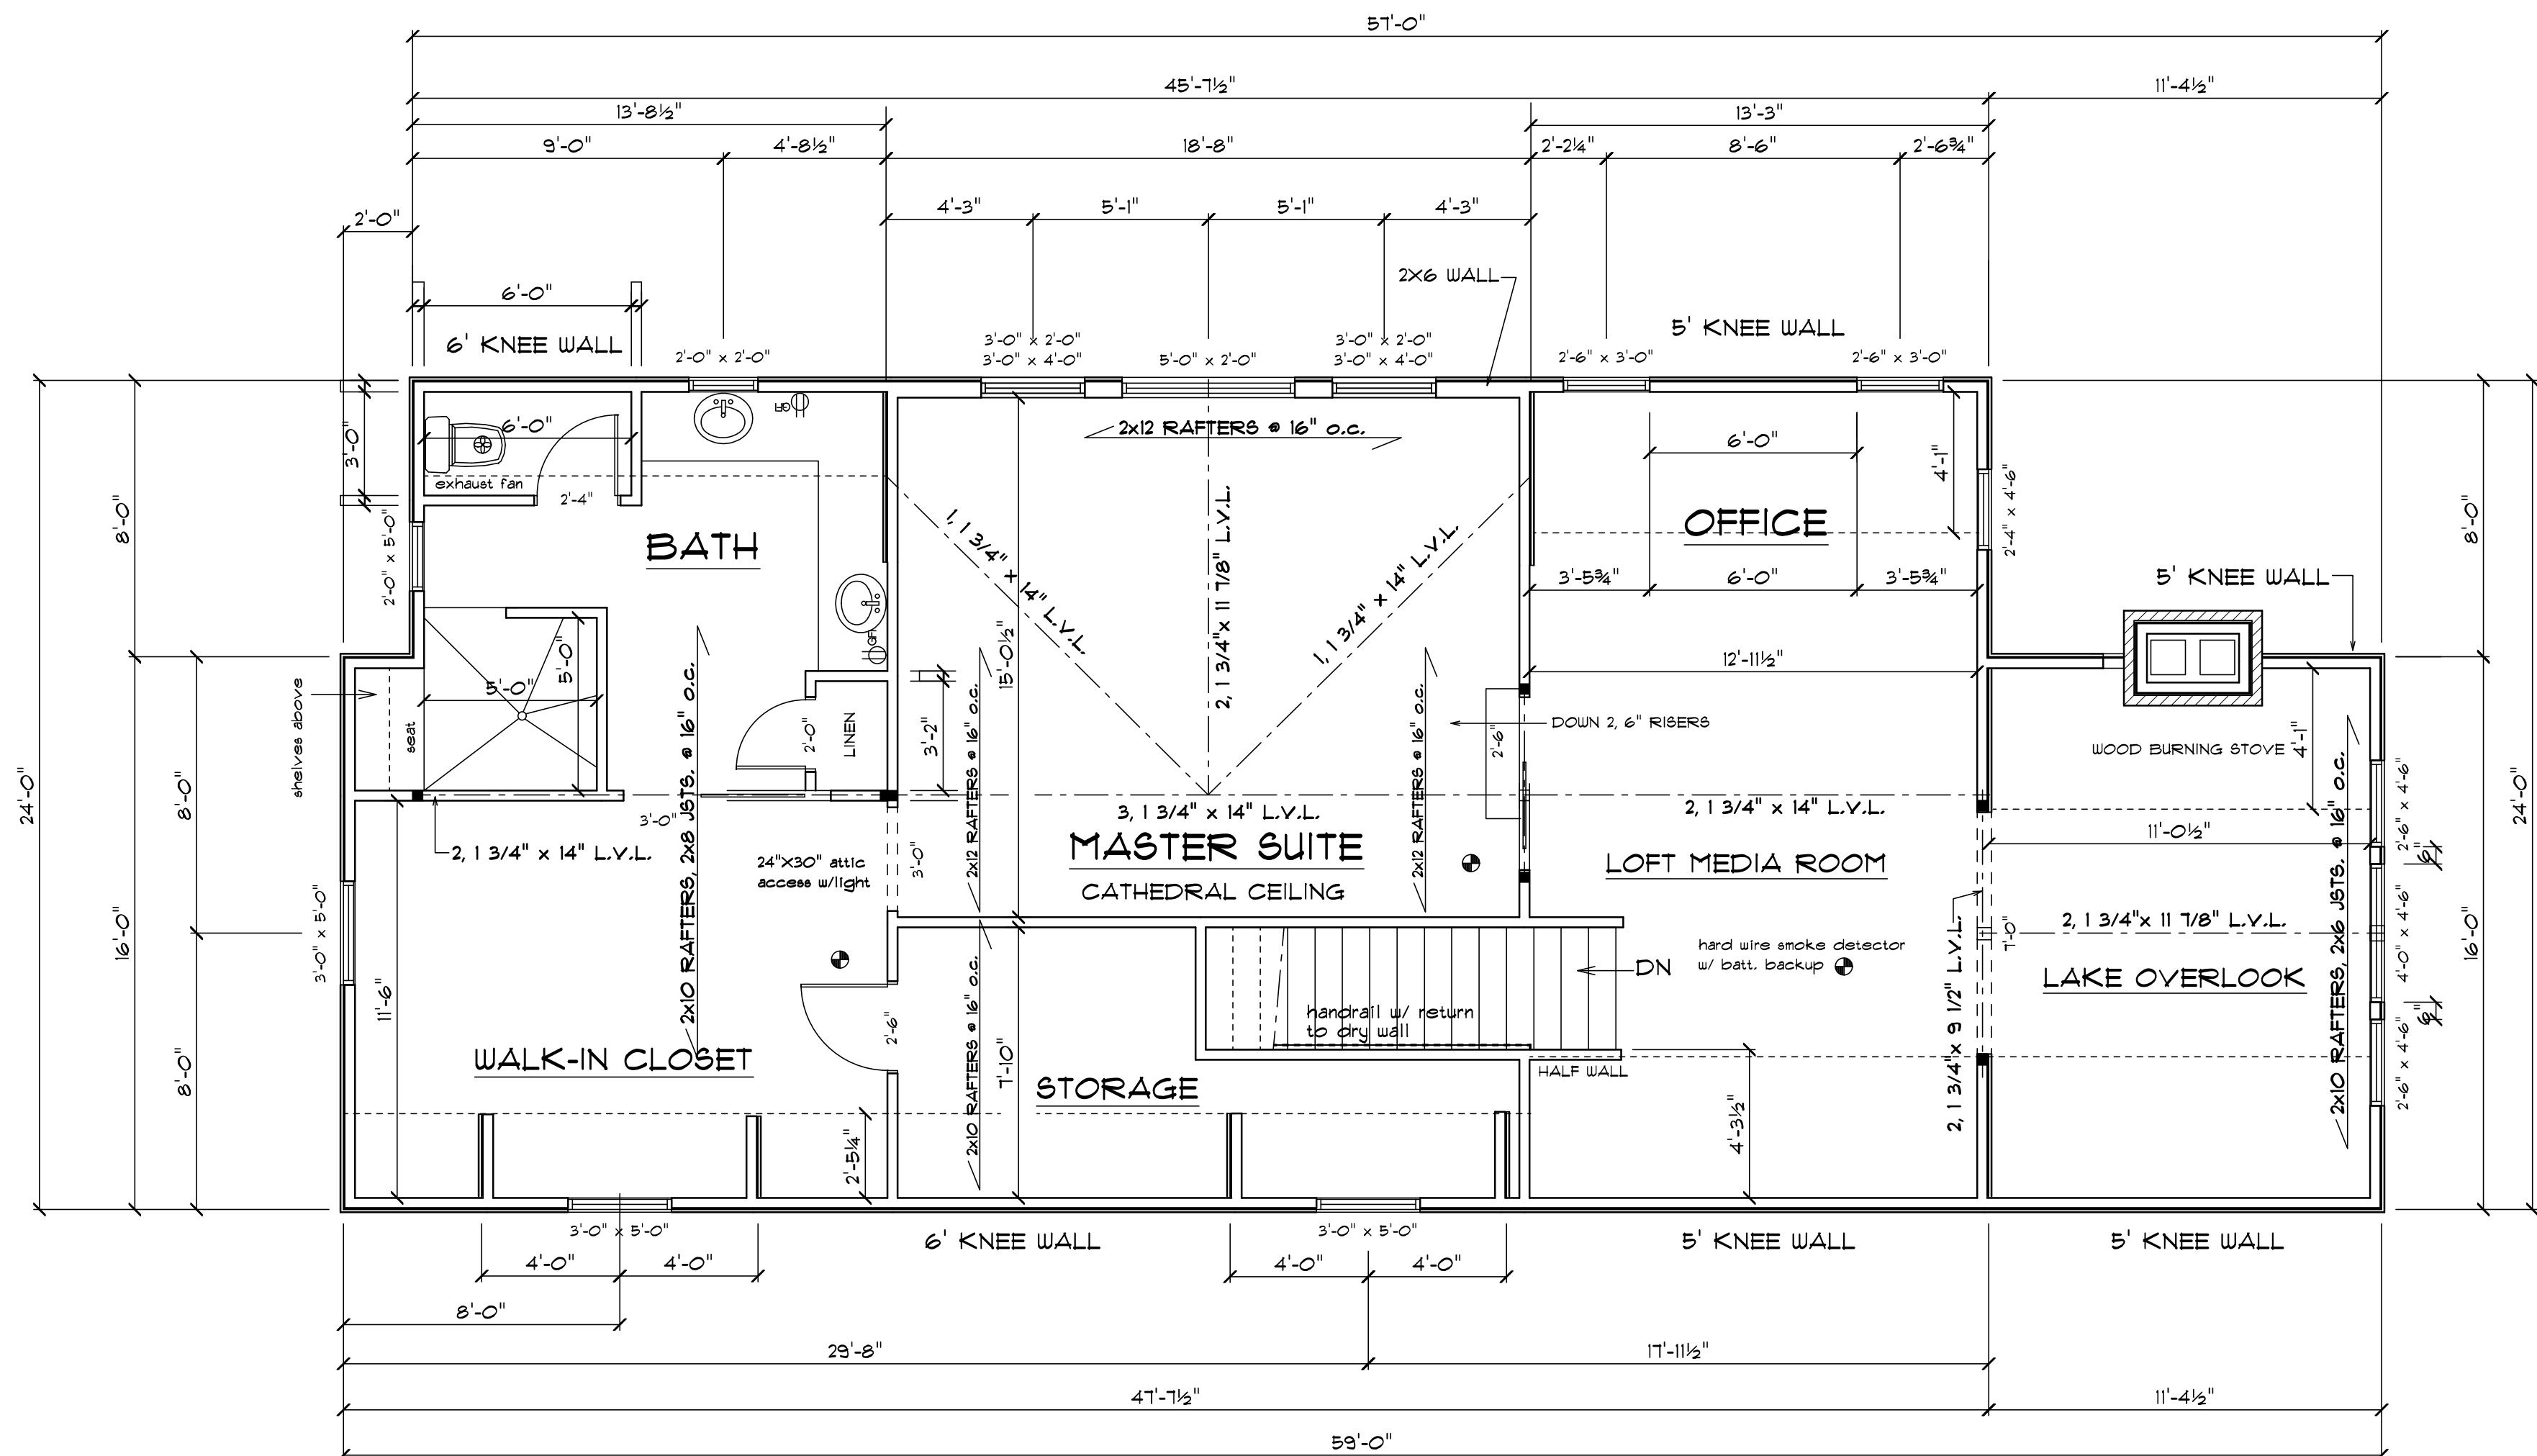 57'-0"
45'-7½"
11'-4½"
13'-8½"
13'-3"
9'-0"
4'-8½"
18'-8"
2'-2¼"
8'-6"
2'-6¾"
2'-0"
4'-3"
5'-1"
5'-1"
4'-3"
2X6 WALL
6'-0"
6' KNEE WALL
5' KNEE WALL
2'-0" x 2'-0"
3'-0" x 2'-0"
3'-0" x 4'-0"
5'-0" x 2'-0"
3'-0" x 2'-0"
3'-0" x 4'-0"
2'-6" x 3'-0"
2'-6" x 3'-0"
3'-0"
6'-0"
exhaust fan
2'-4"
2x12 RAFTERS @ 16" o.c.
6'-0"
4'-1"
2'-4" x 4'-6"
8'-0"
8'-0"
2'-0" x 5'-0"
BATH
1, 1 3/4" x 14" L.V.L.
2, 1 3/4"x 11 7/8" L.V.L.
1, 1 3/4" x 14" L.V.L.
OFFICE
3'-5¾"
6'-0"
3'-5¾"
5' KNEE WALL
GFI
5'-0"
5'-0"
15'-0½"
12'-11½"
shelves above
seat
2'-0"
LINEN
3'-2"
2'-6"
DOWN 2, 6" RISERS
WOOD BURNING STOVE
4'-1"
24'-0"
16'-0"
8'-0"
8'-0"
3'-0"
2, 1 3/4" x 14" L.V.L.
2x10 RAFTERS, 2x8 JSTS. @ 16" o.c.
24"X30" attic
access w/light
3'-0"
2x12 RAFTERS @ 16" o.c.
3, 1 3/4" x 14" L.V.L.
MASTER SUITE
CATHEDRAL CEILING
2x12 RAFTERS @ 16" o.c.
2, 1 3/4" x 14" L.V.L.
LOFT MEDIA ROOM
11'-0½"
2'-6" x 4'-6"
6"
4'-0" x 4'-6"
6"
2'-6" x 4'-6"
24'-0"
16'-0"
3'-0" x 5'-0"
11'-6"
2, 1 3/4"x 11 7/8" L.V.L.
7'-0"
hard wire smoke detector
w/ batt. backup
DN
LAKE OVERLOOK
2x10 RAFTERS, 2x6 JSTS. @ 16" o.c.
2, 1 3/4"x 9 1/2" L.V.L.
handrail w/ return
to dry wall
2'-6"
2x10 RAFTERS @ 16" o.c.
7'-10"
WALK-IN CLOSET
STORAGE
HALF WALL
2'-5¼"
4'-3½"
3'-0" x 5'-0"
6' KNEE WALL
3'-0" x 5'-0"
5' KNEE WALL
5' KNEE WALL
4'-0"
4'-0"
4'-0"
4'-0"
8'-0"
29'-8"
17'-11½"
47'-7½"
11'-4½"
59'-0"